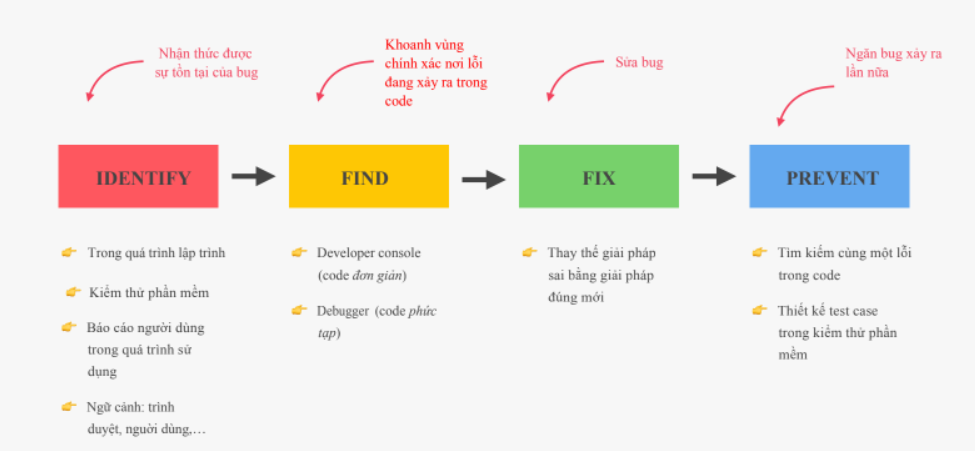 Nhận thức được
sự tồn tại của bug
Khoanh vùng
chính xác nơi lỗi
đang xảy ra trong
code
Sửa bug
Ngăn bug xảy ra
lần nữa
IDENTIFY
FIND
FIX
PREVENT
Trong quá trình lập trình
Kiểm thử phần mềm
Báo cáo người dùng
trong quá trình sử
dụng
Ngữ cảnh: trình
duyệt, người dùng,…
Developer console
(code đơn giản)
Debugger (code phức
tạp)
Thay thế giải pháp
sai bằng giải pháp
đúng mới
Tìm kiếm cùng một lỗi
trong code
Thiết kế test case
trong kiểm thử phần
mềm